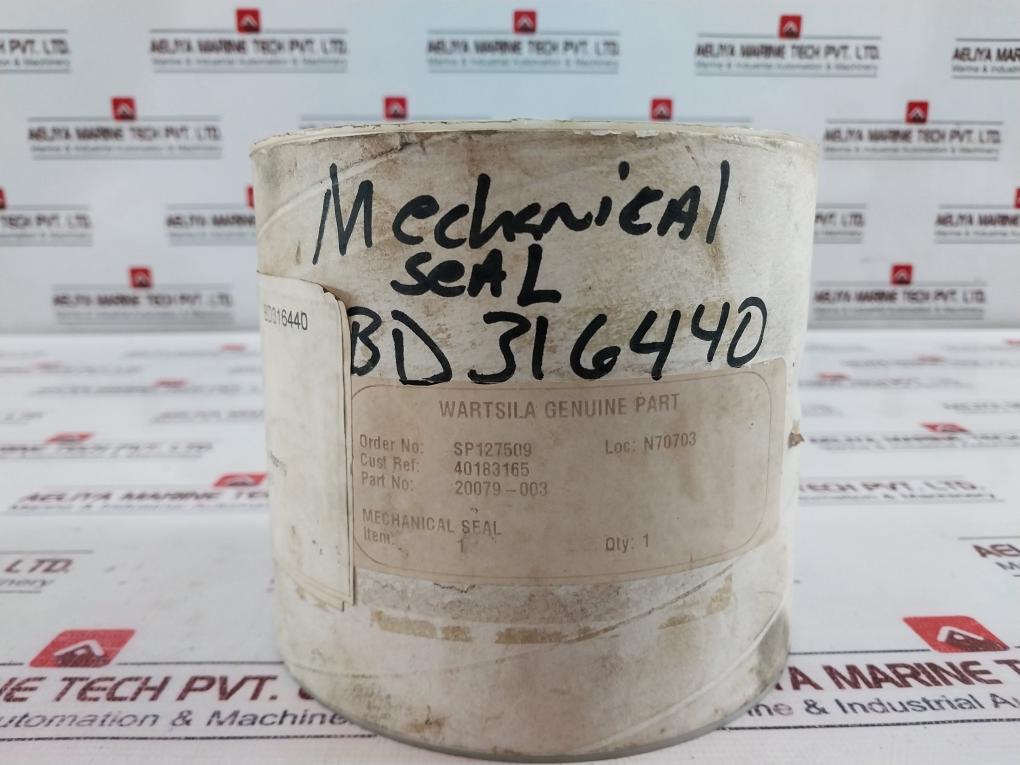 AELIYA MARINE TECH PVT. LTD.
Marine & Industrial Automation & Machinery
Mechanical
SEAL
BD316440
BD316440
WARTSILA GENUINE PART
Order No: SP127509 Loc: N70703
Cust Ref: 40183165
Part No: 20079-003
MECHANICAL SEAL
Item: 1 Qty: 1